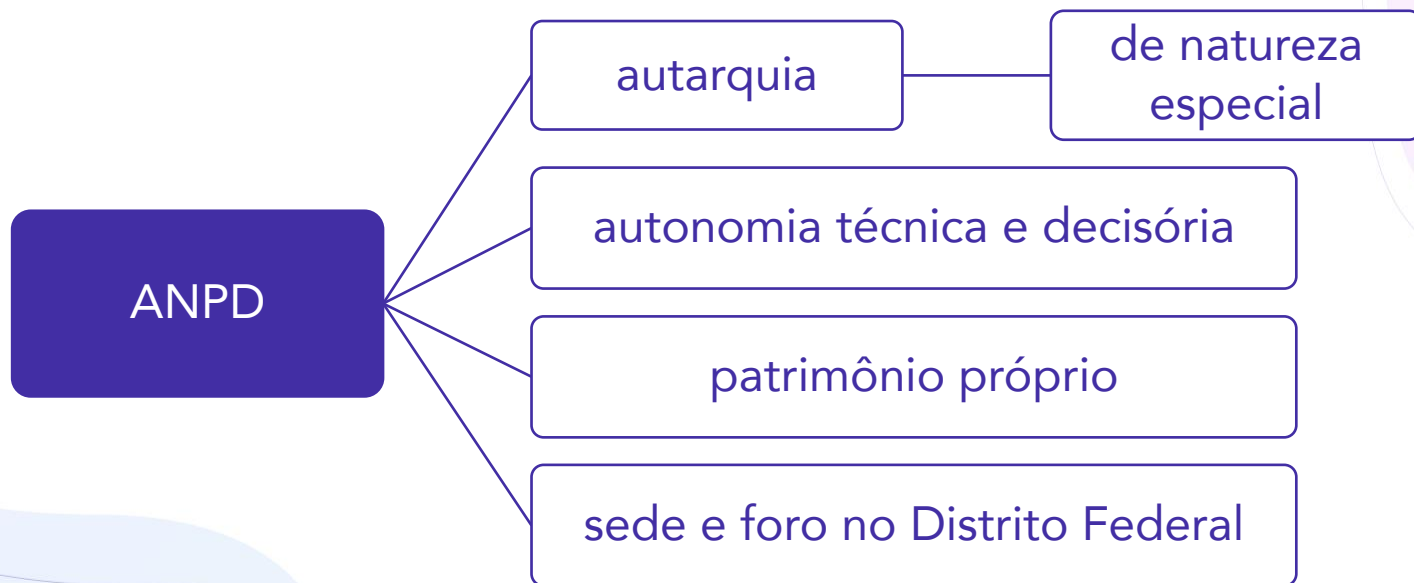 ANPD
autarquia
de natureza
especial
autonomia técnica e decisória
patrimônio próprio
sede e foro no Distrito Federal